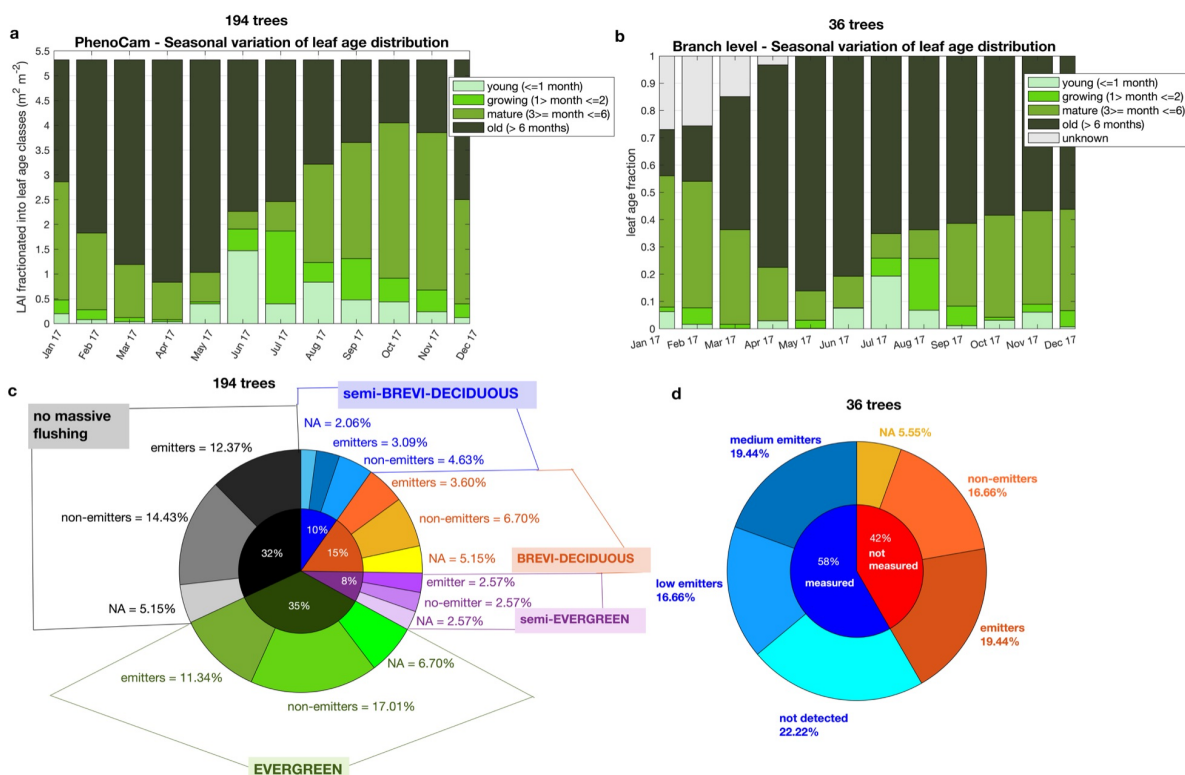 194 trees
a
PhenoCam - Seasonal variation of leaf age distribution
LAI fractionated into leaf age classes (m² m⁻²)
5.5
5
4.5
4
3.5
3
2.5
2
1.5
1
0.5
0
Jan 17
Feb 17
Mar 17
Apr 17
May 17
Jun 17
Jul 17
Aug 17
Sep 17
Oct 17
Nov 17
Dec 17
young (<=1 month)
growing (1> month <=2)
mature (3>= month <=6)
old (> 6 months)
36 trees
b
Branch level - Seasonal variation of leaf age distribution
leaf age fraction
1
0.9
0.8
0.7
0.6
0.5
0.4
0.3
0.2
0.1
0
Jan 17
Feb 17
Mar 17
Apr 17
May 17
Jun 17
Jul 17
Aug 17
Sep 17
Oct 17
Nov 17
Dec 17
young (<=1 month)
growing (1> month <=2)
mature (3>= month <=6)
old (> 6 months)
unknown
c
194 trees
semi-BREVI-DECIDUOUS
no massive
flushing
NA = 2.06%
emitters = 3.09%
non-emitters = 4.63%
emitters = 12.37%
emitters = 3.60%
non-emitters = 14.43%
non-emitters = 6.70%
10%
15%
32%
8%
35%
NA = 5.15%
BREVI-DECIDUOUS
emitter = 2.57%
no-emitter = 2.57%
NA = 2.57%
semi-EVERGREEN
NA = 5.15%
NA = 6.70%
emitters = 11.34%
non-emitters = 17.01%
EVERGREEN
d
36 trees
NA 5.55%
medium emitters
19.44%
non-emitters
16.66%
42%
not
measured
58%
measured
low emitters
16.66%
emitters
19.44%
not detected
22.22%